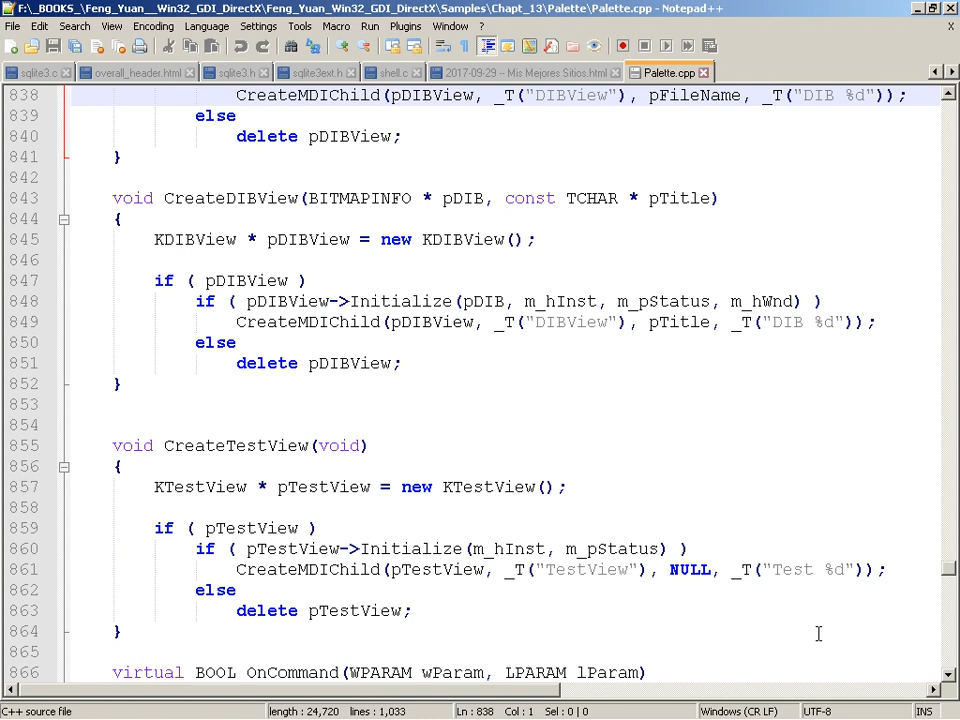 F:\_BOOKS_\Feng_Yuan__Win32_GDI_DirectX\Feng_Yuan_Win32_GDI_DirectX\Samples\Chapt_13\Palette\Palette.cpp - Notepad++
File Edit Search View Encoding Language Settings Tools Macro Run Plugins Window ? X
sqlite3.c overall_header.html sqlite3.h sqlite3ext.h shell.c 2017-09-29 -- Mis Mejores Sitios.html Palette.cpp
838 CreateMDIChild(pDIBView, _T("DIBView"), pFileName, _T("DIB %d"));
839 else
840 delete pDIBView;
841 }
842
843 void CreateDIBView(BITMAPINFO * pDIB, const TCHAR * pTitle)
844 {
845 KDIBView * pDIBView = new KDIBView();
846
847 if ( pDIBView )
848 if ( pDIBView->Initialize(pDIB, m_hInst, m_pStatus, m_hWnd) )
849 CreateMDIChild(pDIBView, _T("DIBView"), pTitle, _T("DIB %d"));
850 else
851 delete pDIBView;
852 }
853
854
855 void CreateTestView(void)
856 {
857 KTestView * pTestView = new KTestView();
858
859 if ( pTestView )
860 if ( pTestView->Initialize(m_hInst, m_pStatus) )
861 CreateMDIChild(pTestView, _T("TestView"), NULL, _T("Test %d"));
862 else
863 delete pTestView;
864 }
865
866 virtual BOOL OnCommand(WPARAM wParam, LPARAM lParam)
C++ source file length : 24,720 lines : 1,033 Ln : 838 Col : 1 Sel : 0 | 0 Windows (CR LF) UTF-8 INS